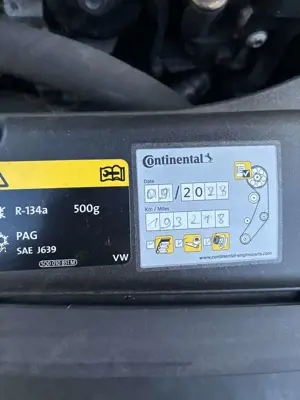 R-134a 500g
PAG
SAE J639
VW
Continental
Date
09/2023
Km / Miles
193218
www.continental-engineparts.com